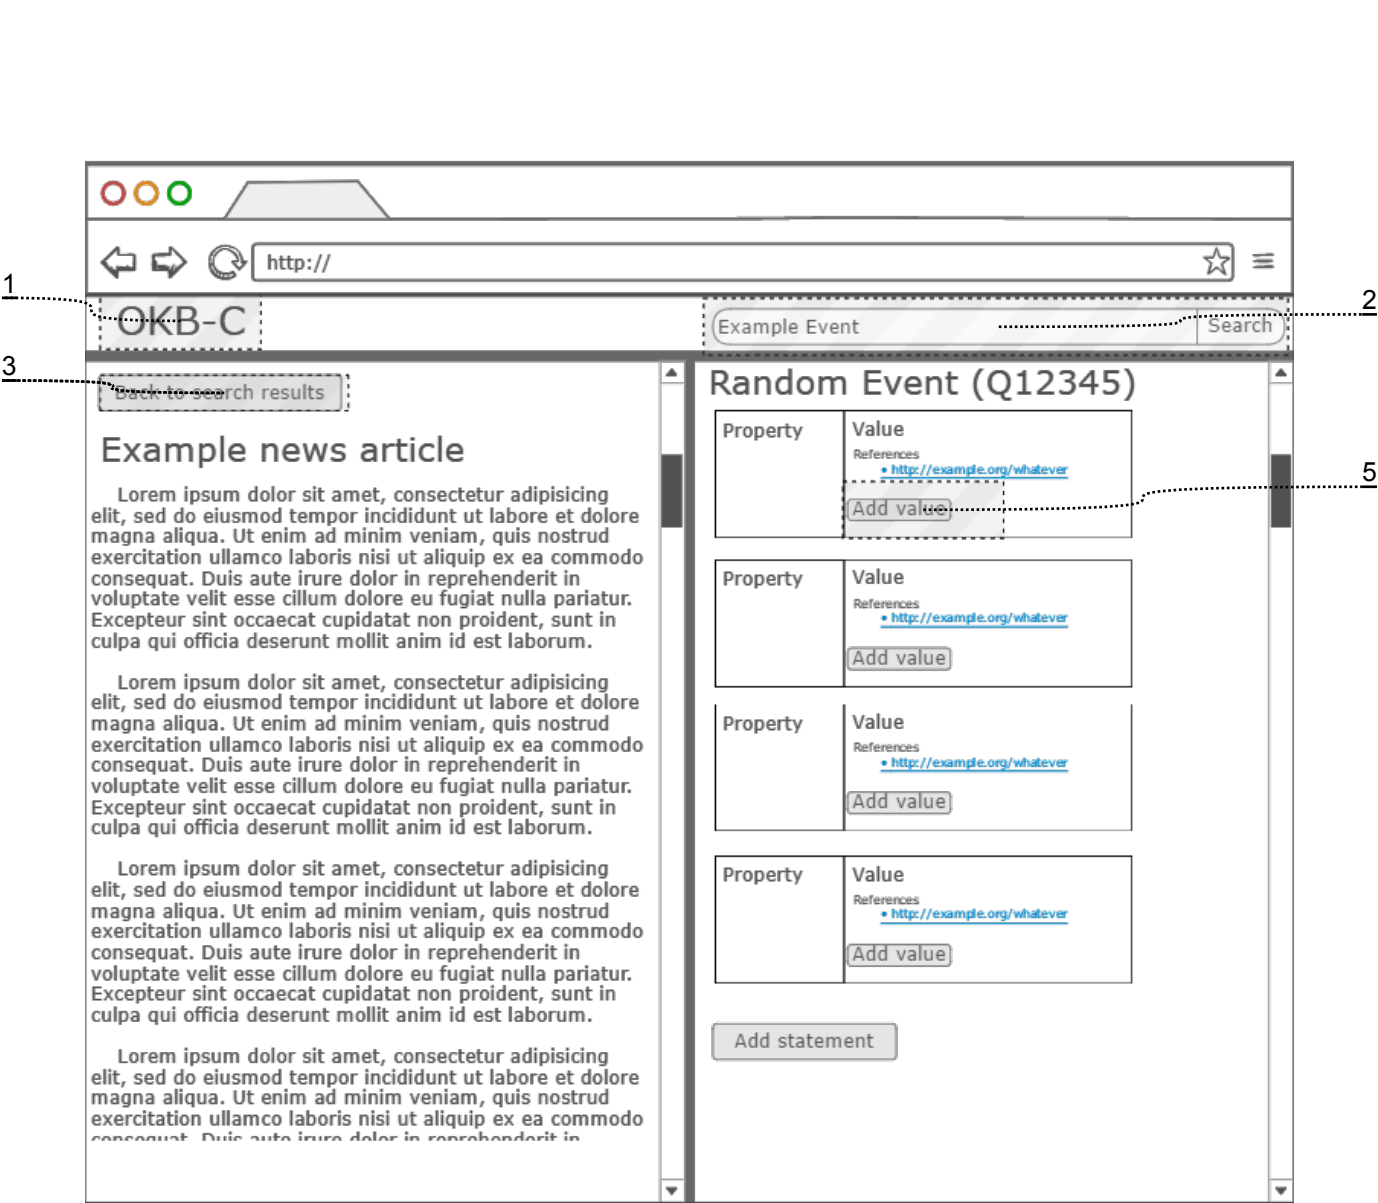 http://
1
OKB-C
Example Event
Search
2
3
Back to search results
Example news article
Lorem ipsum dolor sit amet, consectetur adipisicing
elit, sed do eiusmod tempor incididunt ut labore et dolore
magna aliqua. Ut enim ad minim veniam, quis nostrud
exercitation ullamco laboris nisi ut aliquip ex ea commodo
consequat. Duis aute irure dolor in reprehenderit in
voluptate velit esse cillum dolore eu fugiat nulla pariatur.
Excepteur sint occaecat cupidatat non proident, sunt in
culpa qui officia deserunt mollit anim id est laborum.
Lorem ipsum dolor sit amet, consectetur adipisicing
elit, sed do eiusmod tempor incididunt ut labore et dolore
magna aliqua. Ut enim ad minim veniam, quis nostrud
exercitation ullamco laboris nisi ut aliquip ex ea commodo
consequat. Duis aute irure dolor in reprehenderit in
voluptate velit esse cillum dolore eu fugiat nulla pariatur.
Excepteur sint occaecat cupidatat non proident, sunt in
culpa qui officia deserunt mollit anim id est laborum.
Lorem ipsum dolor sit amet, consectetur adipisicing
elit, sed do eiusmod tempor incididunt ut labore et dolore
magna aliqua. Ut enim ad minim veniam, quis nostrud
exercitation ullamco laboris nisi ut aliquip ex ea commodo
consequat. Duis aute irure dolor in reprehenderit in
voluptate velit esse cillum dolore eu fugiat nulla pariatur.
Excepteur sint occaecat cupidatat non proident, sunt in
culpa qui officia deserunt mollit anim id est laborum.
Lorem ipsum dolor sit amet, consectetur adipisicing
elit, sed do eiusmod tempor incididunt ut labore et dolore
magna aliqua. Ut enim ad minim veniam, quis nostrud
exercitation ullamco laboris nisi ut aliquip ex ea commodo
consequat. Duis aute irure dolor in reprehenderit in
Random Event (Q12345)
Property
Value
References
• http://example.org/whatever
Add value
5
Property
Value
References
• http://example.org/whatever
Add value
Property
Value
References
• http://example.org/whatever
Add value
Property
Value
References
• http://example.org/whatever
Add value
Add statement